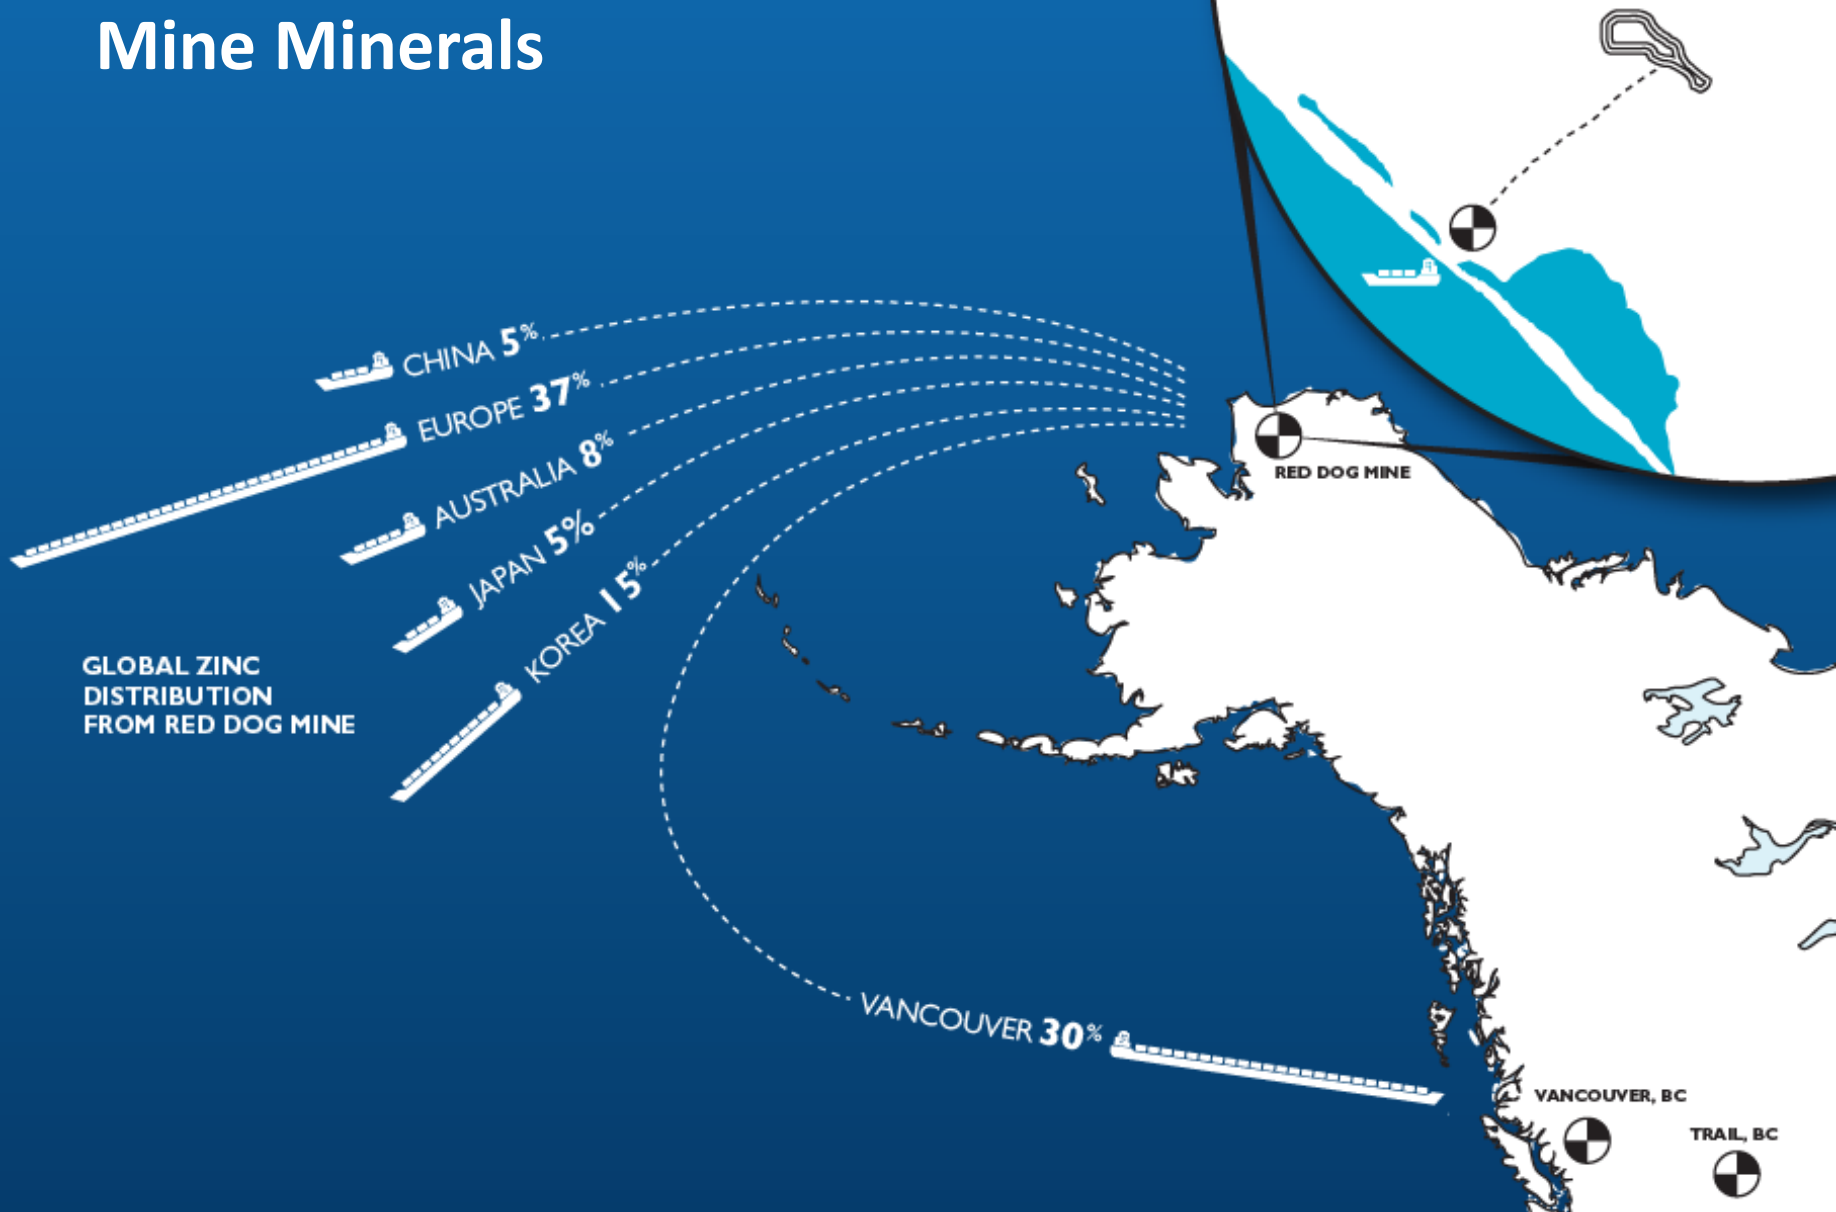 Mine Minerals
CHINA 5%
EUROPE 37%
AUSTRALIA 8%
JAPAN 5%
KOREA 15%
RED DOG MINE
GLOBAL ZINC
DISTRIBUTION
FROM RED DOG MINE
VANCOUVER 30%
VANCOUVER, BC
TRAIL, BC